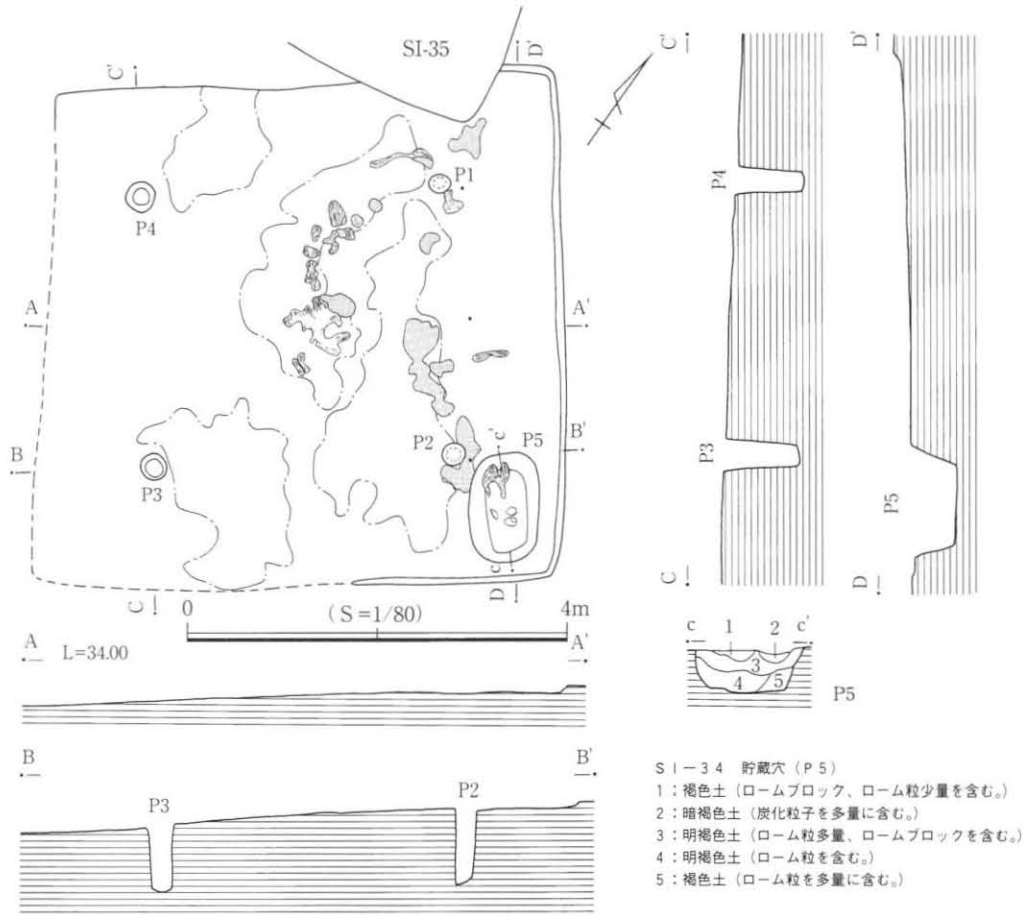 SI-35
C'
D'
P1
P4
A
A'
P2
P5
B
B'
c'
P3
c
C
D
0
(S=1/80)
4m
A
L=34.00
A'
B
B'
P3
P2
C'
P4
P3
C
D'
P5
D
c
1
2
c'
3
4
5
P5
SI-34 貯蔵穴(P5)
1:褐色土(ロームブロック、ローム粒少量を含む。)
2:暗褐色土(炭化粒子を多量に含む。)
3:明褐色土(ローム粒多量、ロームブロックを含む。)
4:明褐色土(ローム粒を含む。)
5:褐色土(ローム粒を多量に含む。)